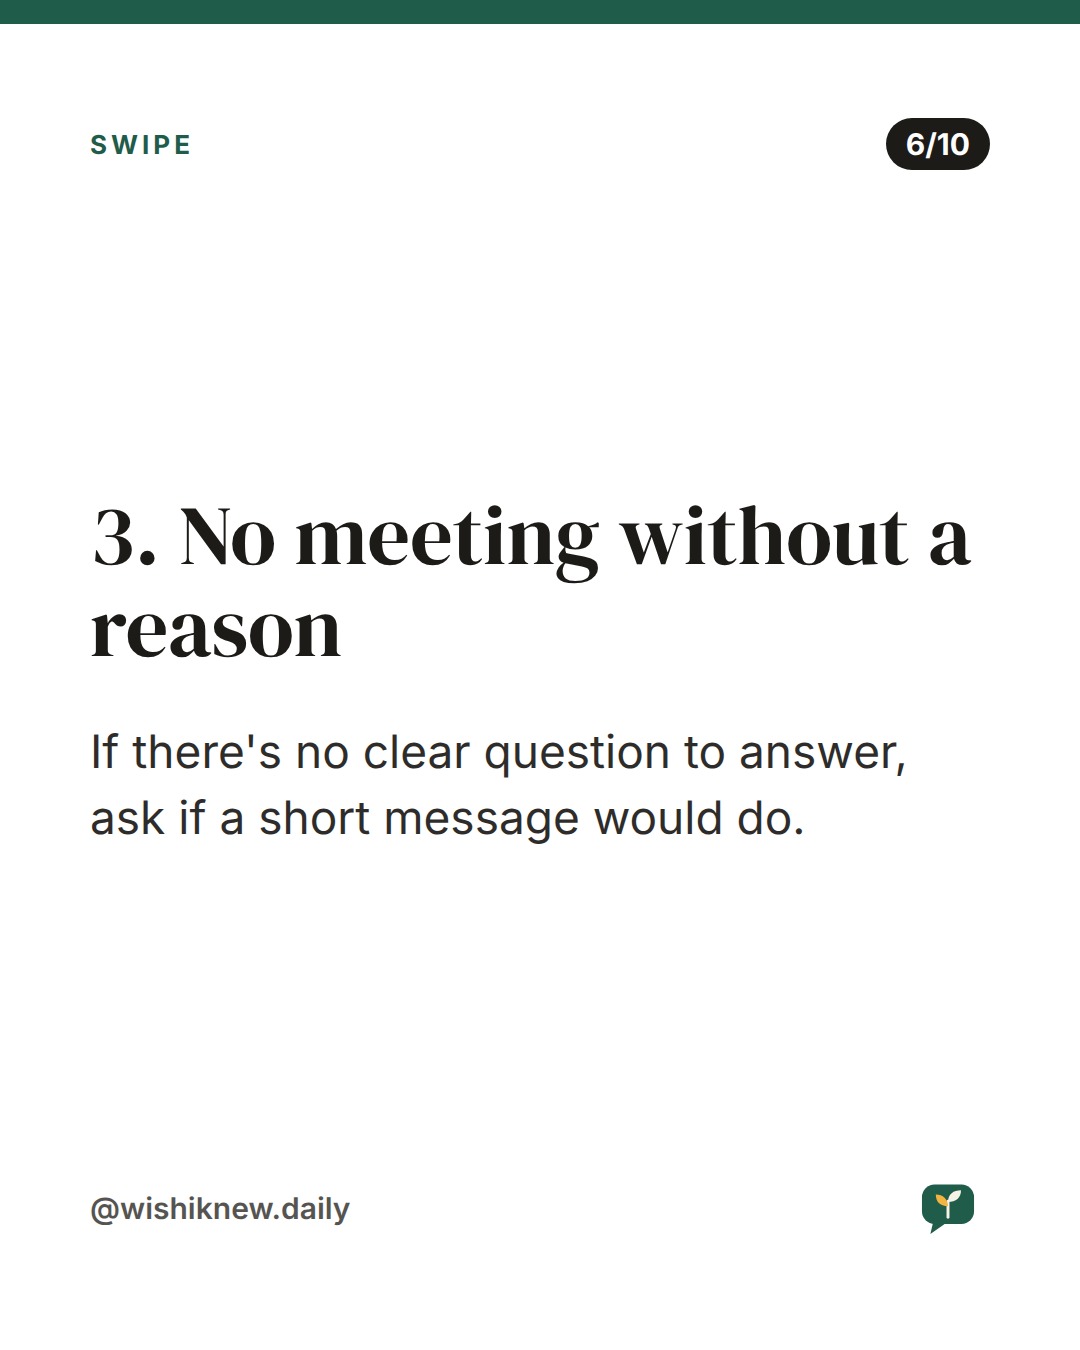 SWIPE
6/10
3. No meeting without a
reason
If there's no clear question to answer,
ask if a short message would do.
@wishiknew.daily